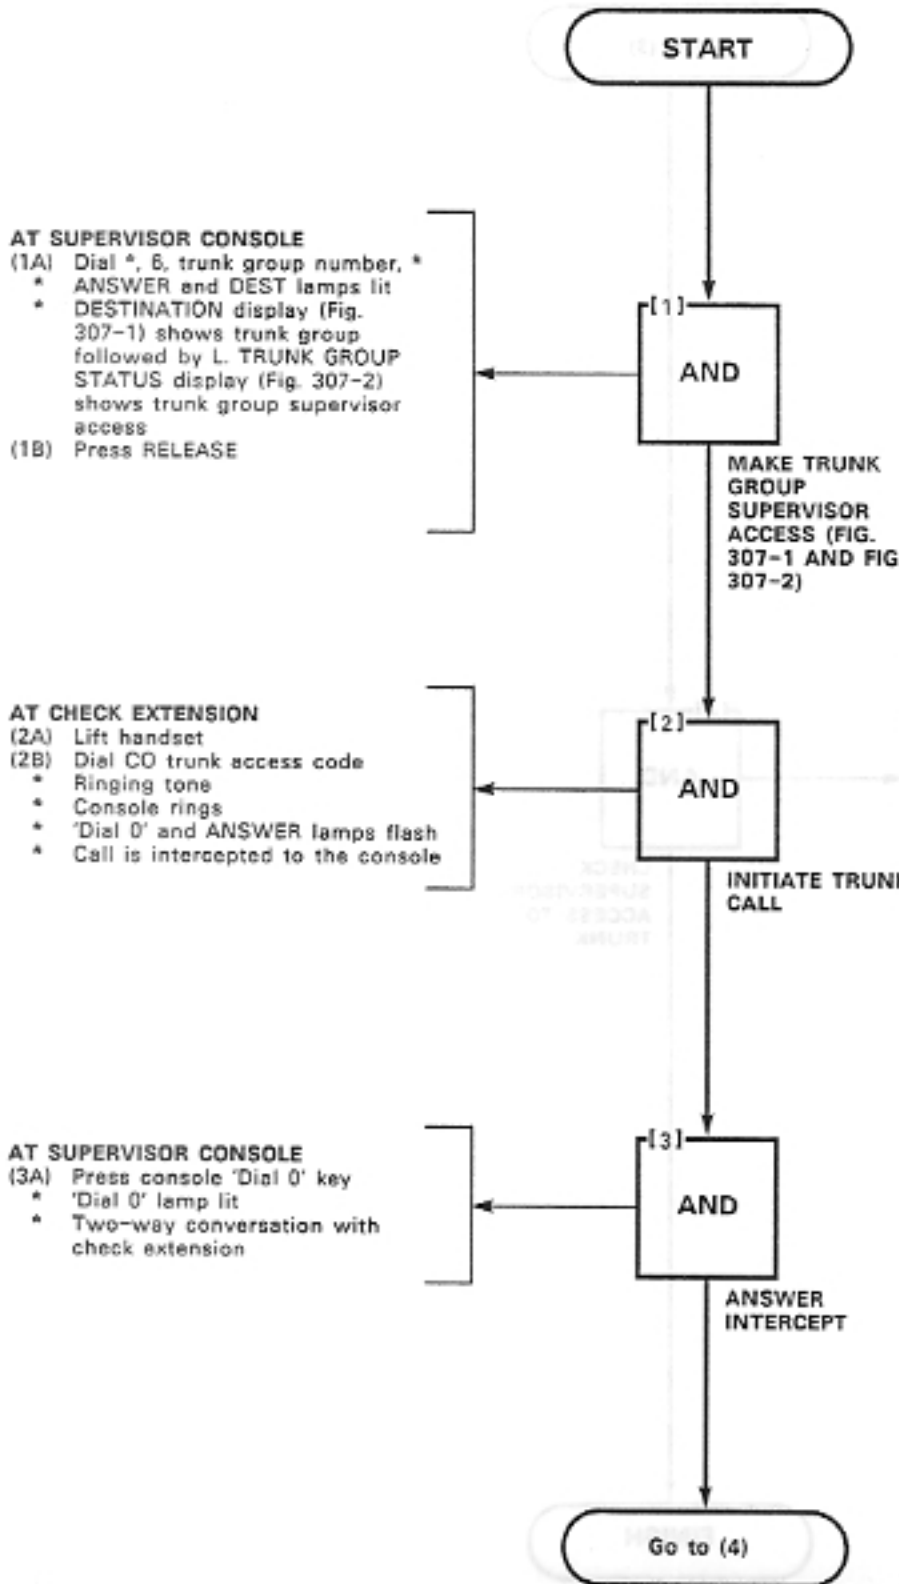 START
AT SUPERVISOR CONSOLE
(1A) Dial *, 6, trunk group number, *
* ANSWER and DEST lamps lit
* DESTINATION display (Fig.
307-1) shows trunk group
followed by L. TRUNK GROUP
STATUS display (Fig. 307-2)
shows trunk group supervisor
access
(1B) Press RELEASE
[1]
AND
MAKE TRUNK
GROUP
SUPERVISOR
ACCESS (FIG.
307-1 AND FIG
307-2)
AT CHECK EXTENSION
(2A) Lift handset
(2B) Dial CO trunk access code
* Ringing tone
* Console rings
* 'Dial 0' and ANSWER lamps flash
* Call is intercepted to the console
[2]
AND
INITIATE TRUN
CALL
AT SUPERVISOR CONSOLE
(3A) Press console 'Dial 0' key
* 'Dial 0' lamp lit
* Two-way conversation with
check extension
[3]
AND
ANSWER
INTERCEPT
Go to (4)